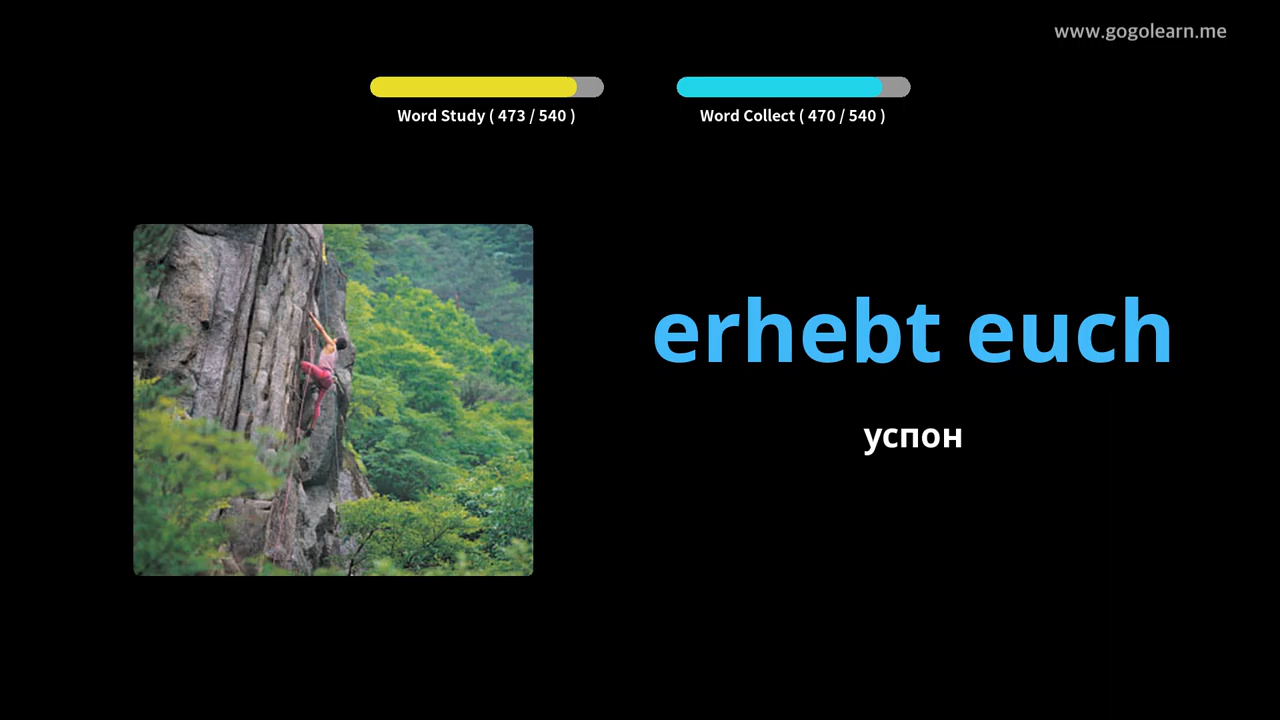 www.gogolearn.me
Word Study ( 473 / 540 )
Word Collect ( 470 / 540 )
erhebt euch
успон